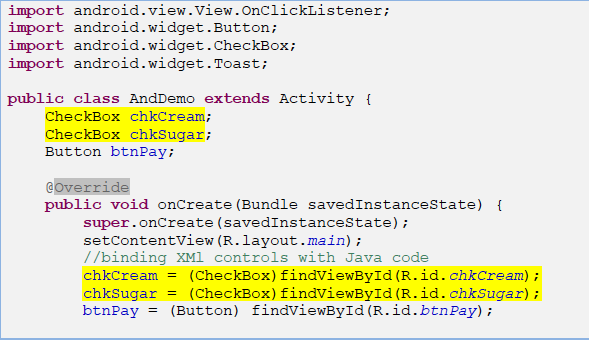 import android.view.View.OnClickListener;
import android.widget.Button;
import android.widget.CheckBox;
import android.widget.Toast;
public class AndDemo extends Activity {
CheckBox chkCream;
CheckBox chkSugar;
Button btnPay;
@Override
public void onCreate(Bundle savedInstanceState) {
super.onCreate(savedInstanceState);
setContentView(R.layout.main);
//binding XMl controls with Java code
chkCream = (CheckBox)findViewById(R.id.chkCream);
chkSugar = (CheckBox)findViewById(R.id.chkSugar);
btnPay = (Button) findViewById(R.id.btnPay);